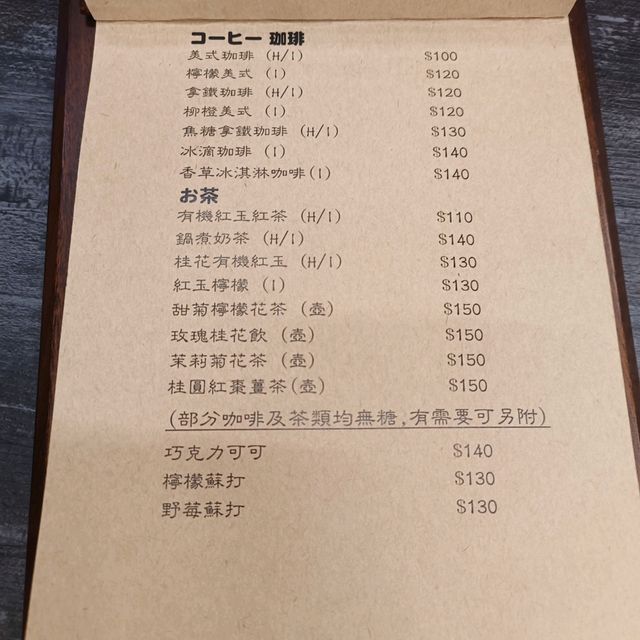 コーヒー 珈琲
美式珈琲 (H/I) $100
檸檬美式 (I) $120
拿鐵珈琲 (H/I) $120
柳橙美式 (I) $120
焦糖拿鐵珈琲 (H/I) $130
冰滴珈琲 (I) $140
香草冰淇淋咖啡(I) $140
お茶
有機紅玉紅茶 (H/I) $110
鍋煮奶茶 (H/I) $140
桂花有機紅玉 (H/I) $130
紅玉檸檬 (I) $130
甜菊檸檬花茶 (壺) $150
玫瑰桂花飲 (壺) $150
茉莉菊花茶 (壺) $150
桂圓紅棗薑茶(壺) $150
(部分咖啡及茶類均無糖,有需要可另附)
巧克力可可 $140
檸檬蘇打 $130
野莓蘇打 $130